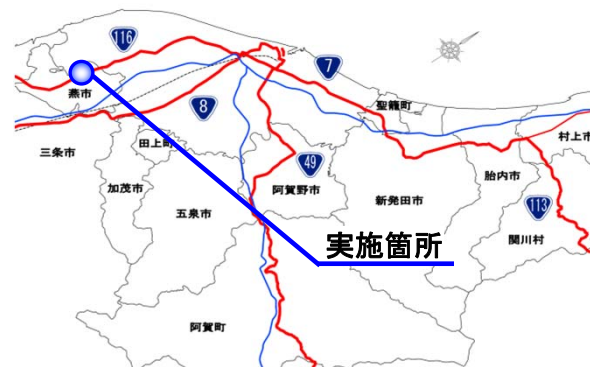 116
7
8
49
113
燕市
聖籠町
村上市
三条市
田上町
加茂市
五泉市
阿賀野市
新発田市
胎内市
関川村
阿賀町
実施箇所